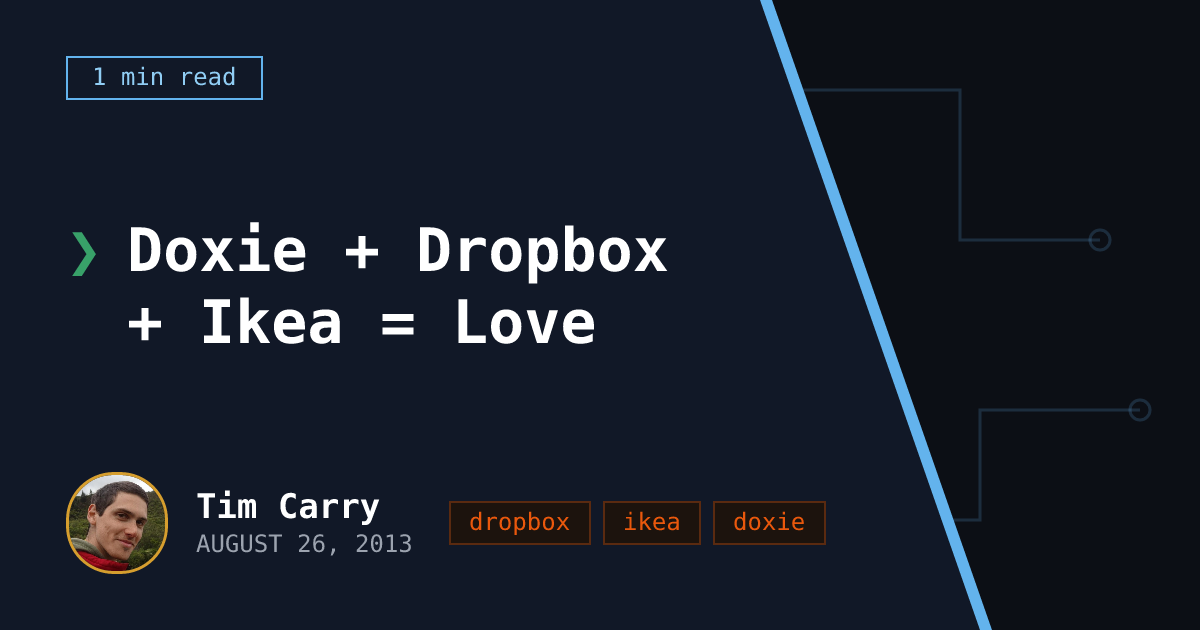 1 min read
❯ Doxie + Dropbox
+ Ikea = Love
Tim Carry
AUGUST 26, 2013
dropbox ikea doxie